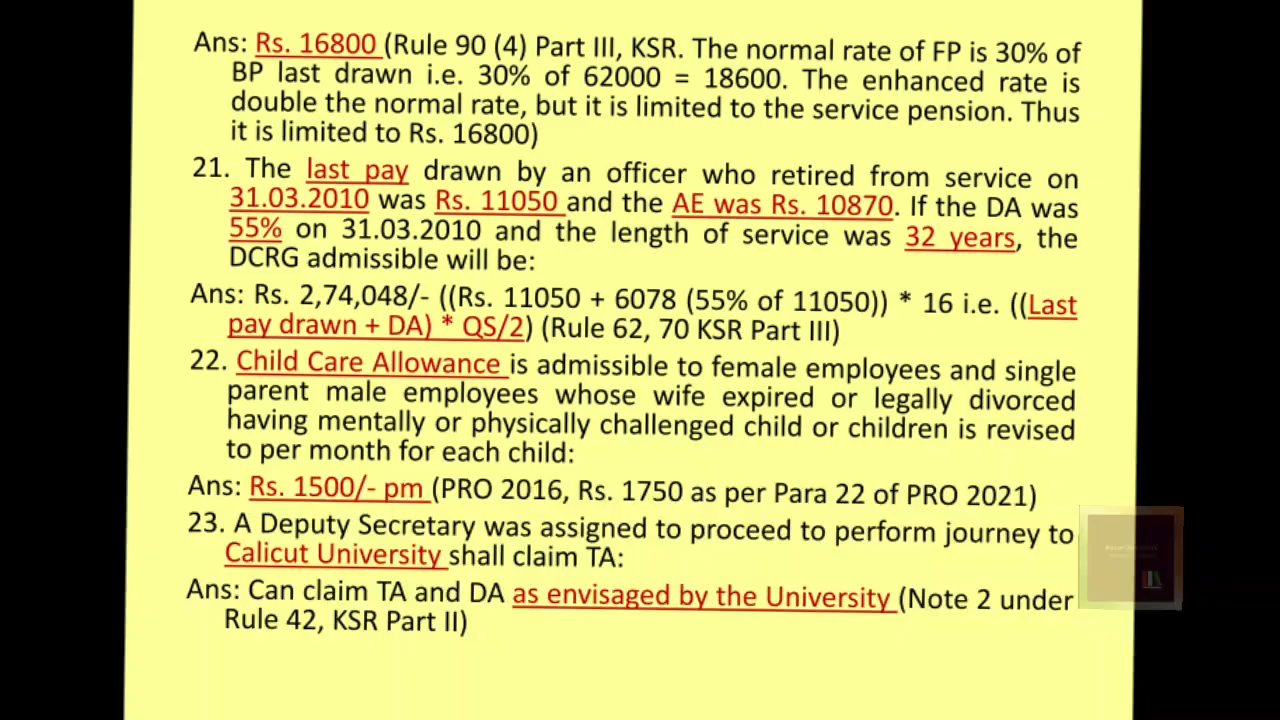 Ans: Rs. 16800 (Rule 90 (4) Part III, KSR. The normal rate of FP is 30% of
BP last drawn i.e. 30% of 62000 = 18600. The enhanced rate is
double the normal rate, but it is limited to the service pension. Thus
it is limited to Rs. 16800)
21. The last pay drawn by an officer who retired from service on
31.03.2010 was Rs. 11050 and the AE was Rs. 10870. If the DA was
55% on 31.03.2010 and the length of service was 32 years, the
DCRG admissible will be:
Ans: Rs. 2,74,048/- ((Rs. 11050 + 6078 (55% of 11050)) * 16 i.e. ((Last
pay drawn + DA) * QS/2) (Rule 62, 70 KSR Part III)
22. Child Care Allowance is admissible to female employees and single
parent male employees whose wife expired or legally divorced
having mentally or physically challenged child or children is revised
to per month for each child:
Ans: Rs. 1500/- pm (PRO 2016, Rs. 1750 as per Para 22 of PRO 2021)
23. A Deputy Secretary was assigned to proceed to perform journey to
Calicut University shall claim TA:
Ans: Can claim TA and DA as envisaged by the University (Note 2 under
Rule 42, KSR Part II)